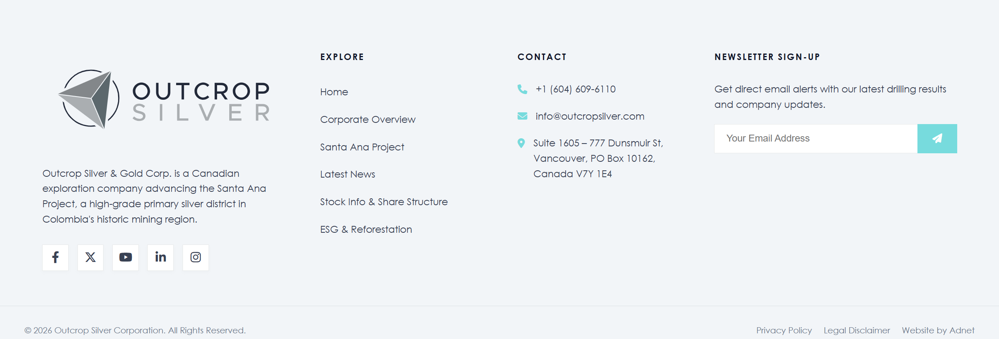 OUTCROP
SILVER
Outcrop Silver & Gold Corp. is a Canadian
exploration company advancing the Santa Ana
Project, a high-grade primary silver district in
Colombia's historic mining region.
EXPLORE
Home
Corporate Overview
Santa Ana Project
Latest News
Stock Info & Share Structure
ESG & Reforestation
CONTACT
+1 (604) 609-6110
info@outcropsilver.com
Suite 1605 – 777 Dunsmuir St,
Vancouver, PO Box 10162,
Canada V7Y 1E4
NEWSLETTER SIGN-UP
Get direct email alerts with our latest drilling results
and company updates.
Your Email Address
© 2026 Outcrop Silver Corporation. All Rights Reserved.
Privacy Policy Legal Disclaimer Website by Adnet